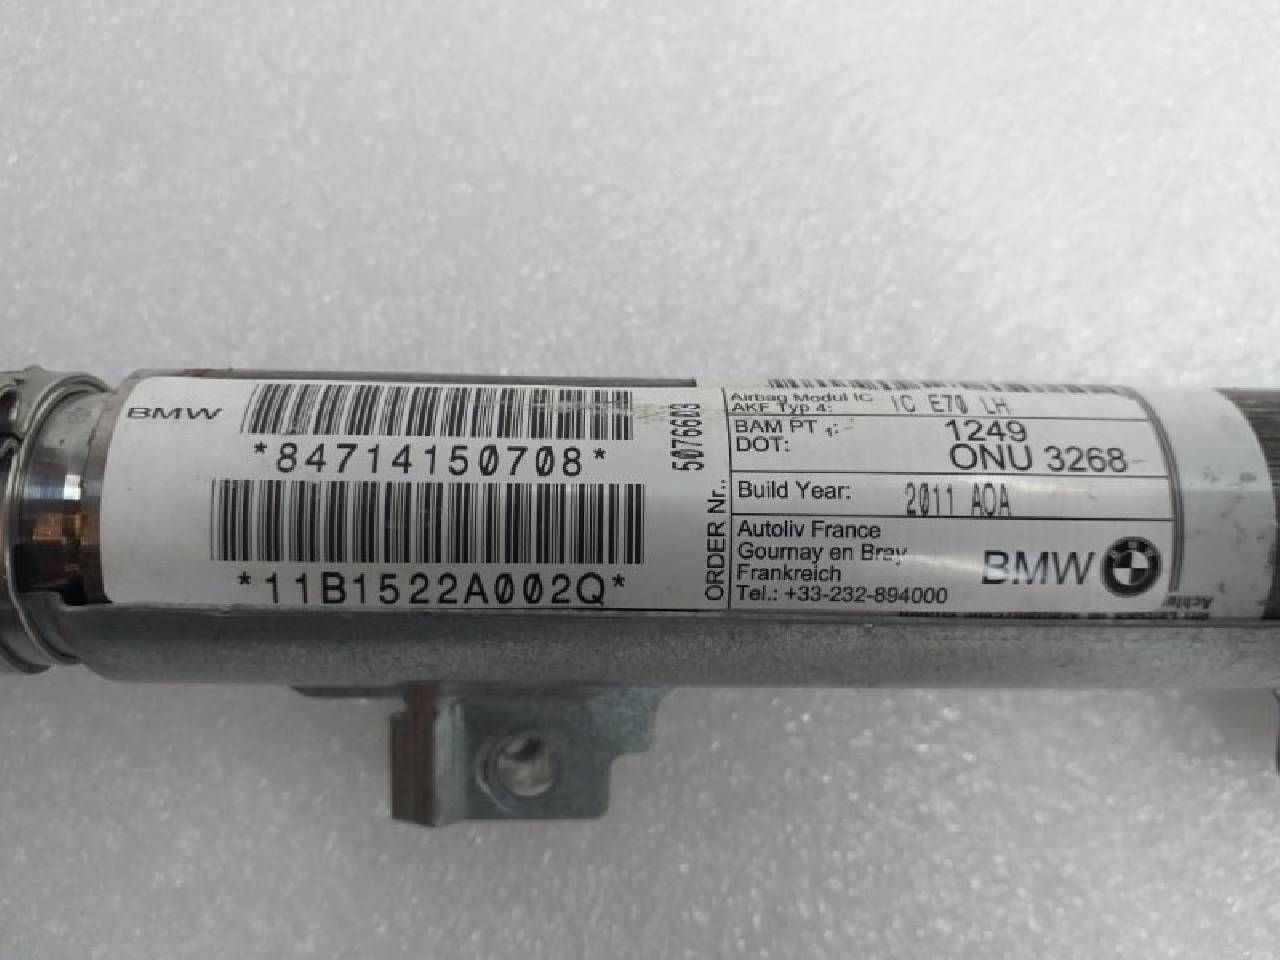 BMW
*84714150708*
*11B1522A002Q*
ORDER Nr.: 5076603
Airbag Modul IC
AKF Typ 4: IC E70 LH
BAM PT 1: 1249
DOT: ONU 3268
Build Year: 2011 AOA
Autoliv France
Gournay en Bray
Frankreich
Tel.: +33-232-894000
BMW